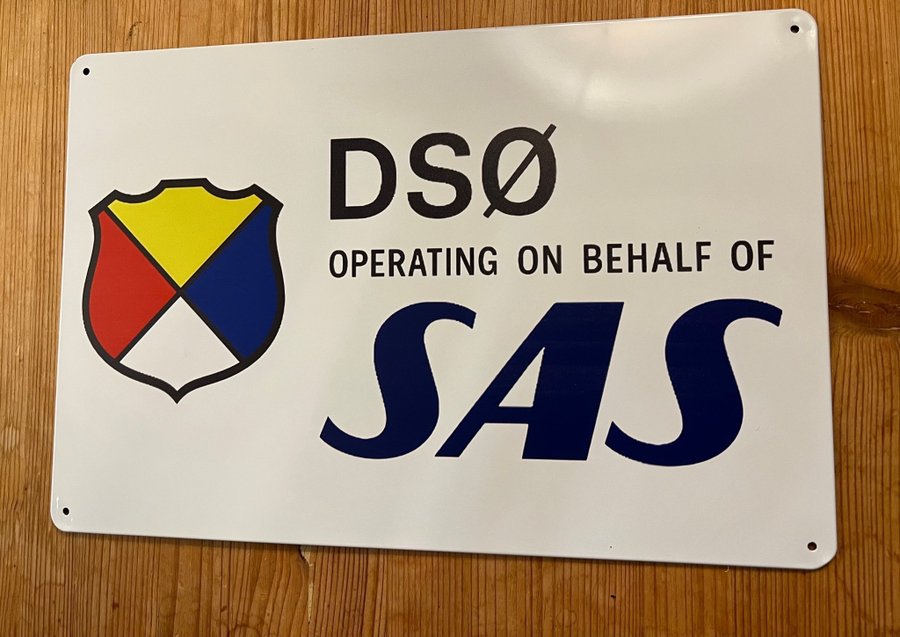 DSØ
OPERATING ON BEHALF OF
SAS